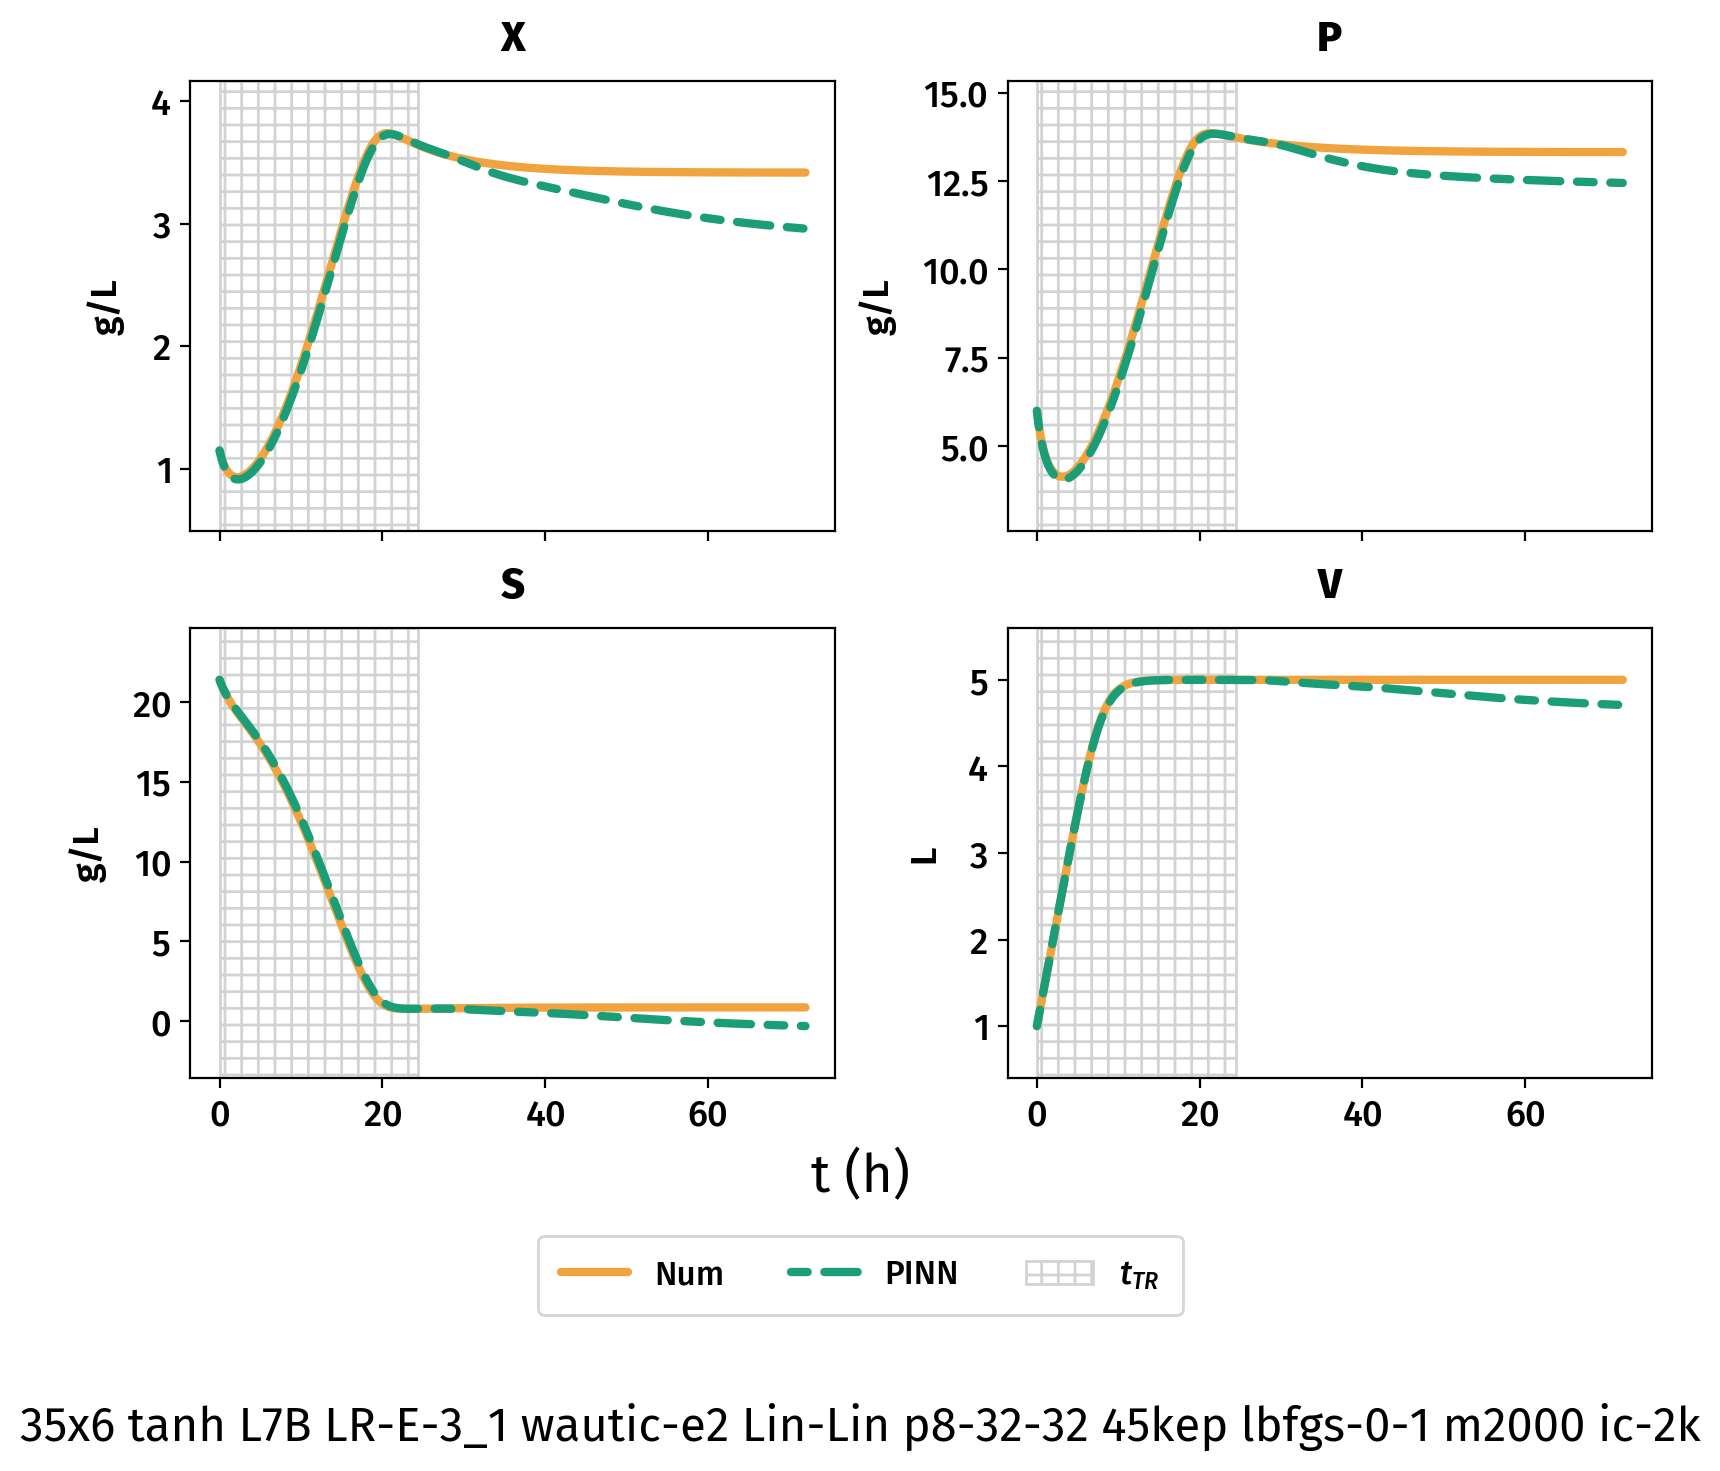 X
P
4
3
2
1
g/L
15.0
12.5
10.0
7.5
5.0
g/L
S
V
20
15
10
5
0
g/L
5
4
3
2
1
L
0 20 40 60
0 20 40 60
t (h)
Num PINN tTR
35x6 tanh L7B LR-E-3_1 wautic-e2 Lin-Lin p8-32-32 45kep lbfgs-0-1 m2000 ic-2k